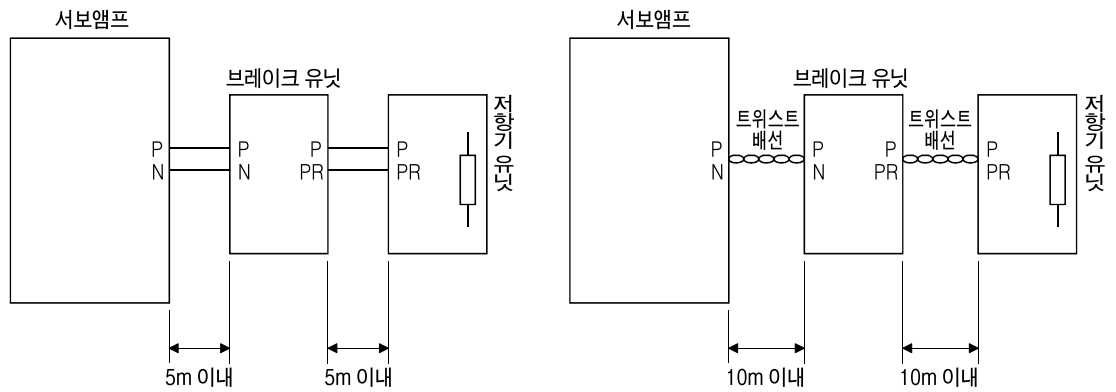 서보앰프
브레이크 유닛
저항기 유닛
P
N
P
N
P
PR
P
PR
5m 이내
5m 이내
서보앰프
브레이크 유닛
저항기 유닛
트위스트
배선
트위스트
배선
P
N
P
N
P
PR
P
PR
10m 이내
10m 이내